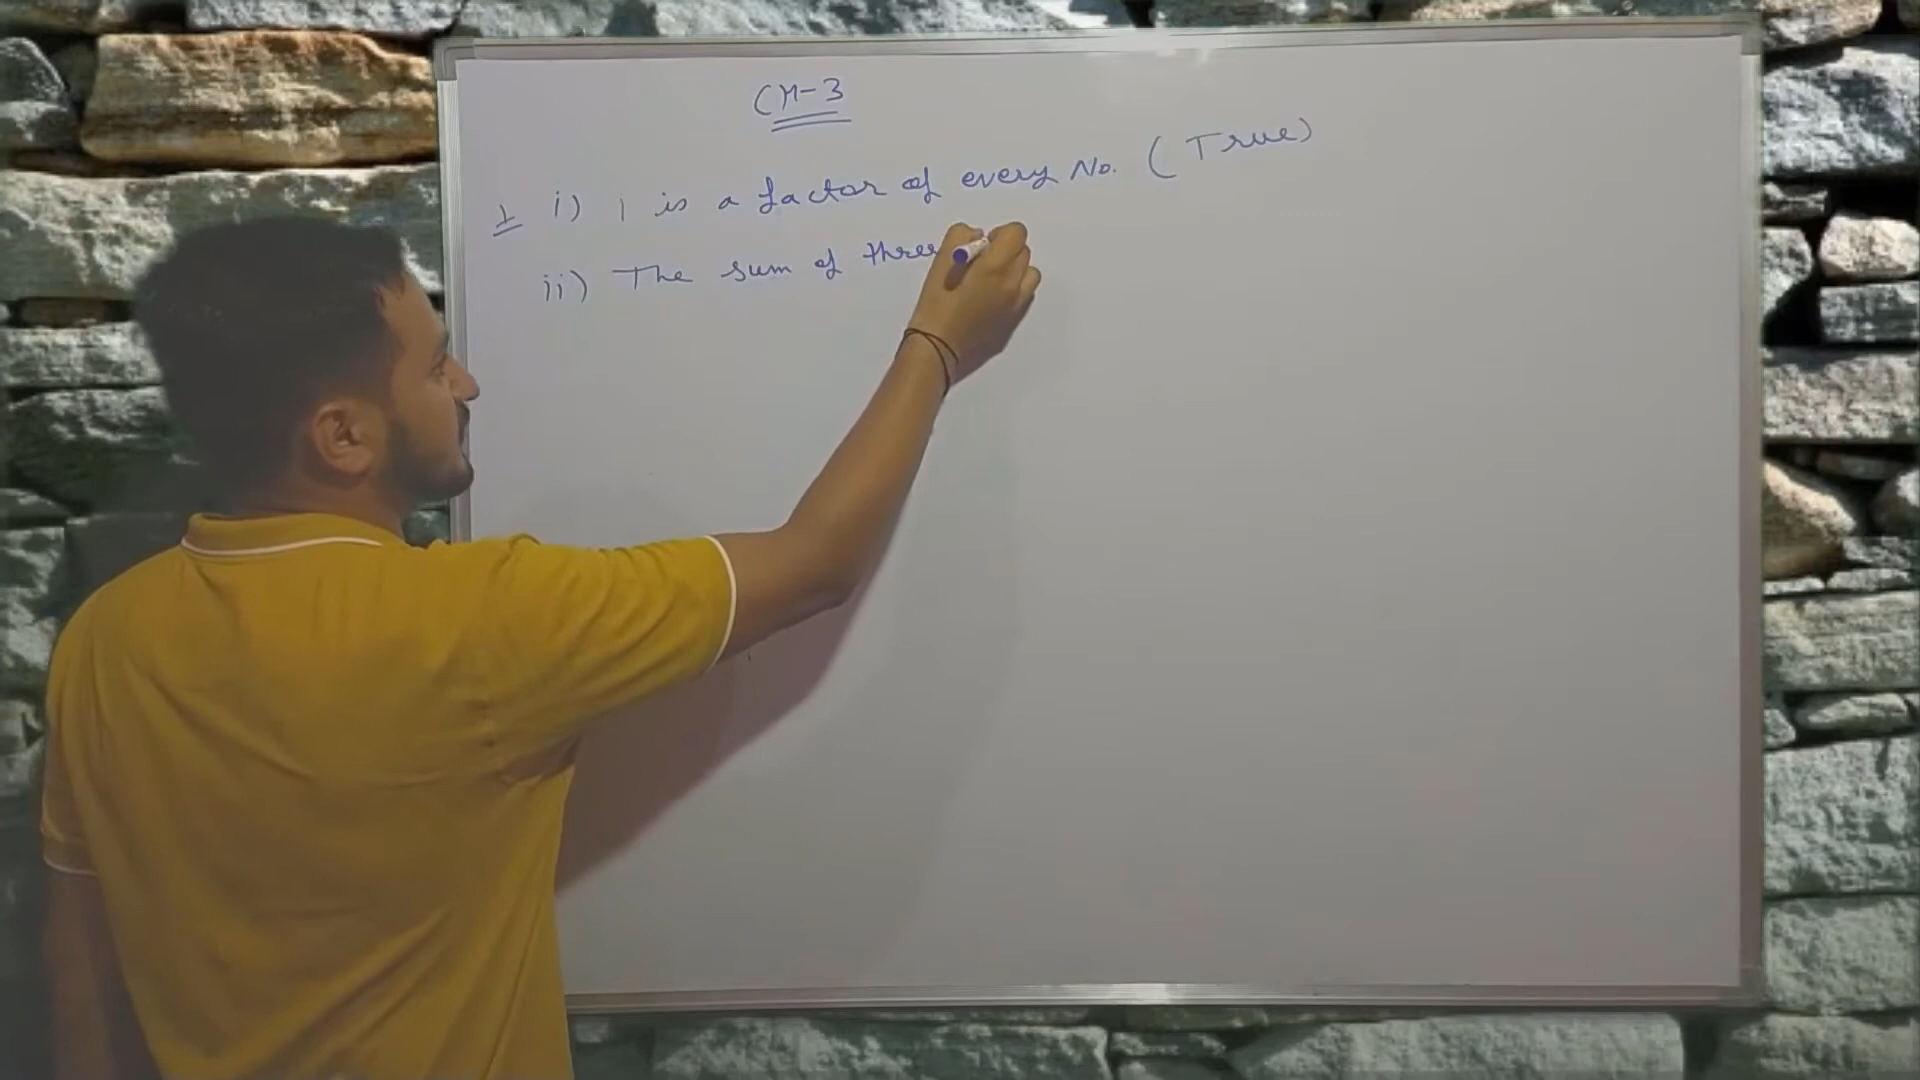 CH-3
1 i) 1 is a factor of every No. (True)
ii) The sum of three